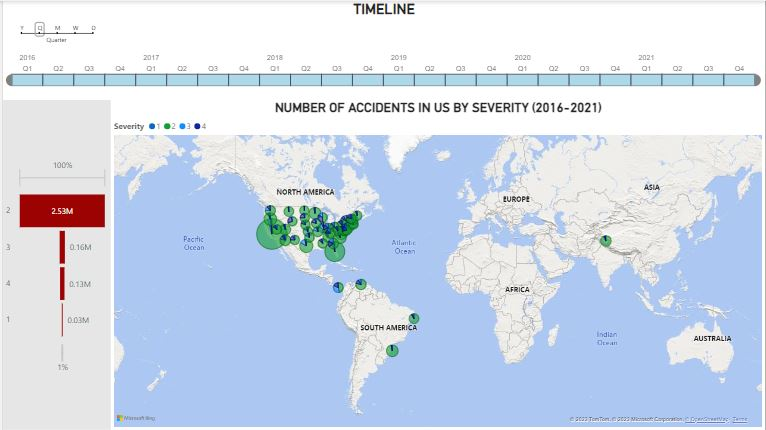 TIMELINE
Y Q M W D
Quarter
2016 2017 2018 2019 2020 2021
Q1 Q2 Q3 Q4 Q1 Q2 Q3 Q4 Q1 Q2 Q3 Q4 Q1 Q2 Q3 Q4 Q1 Q2 Q3 Q4 Q1 Q2 Q3 Q4
NUMBER OF ACCIDENTS IN US BY SEVERITY (2016-2021)
Severity 1 2 3 4
100%
2 2.53M
3 0.16M
4 0.13M
1 0.03M
1%
NORTH AMERICA
EUROPE
ASIA
Pacific
Ocean
Atlantic
Ocean
AFRICA
SOUTH AMERICA
Indian
Ocean
AUSTRALIA
Microsoft Bing
© 2023 TomTom, © 2023 Microsoft Corporation, © OpenStreetMap Terms